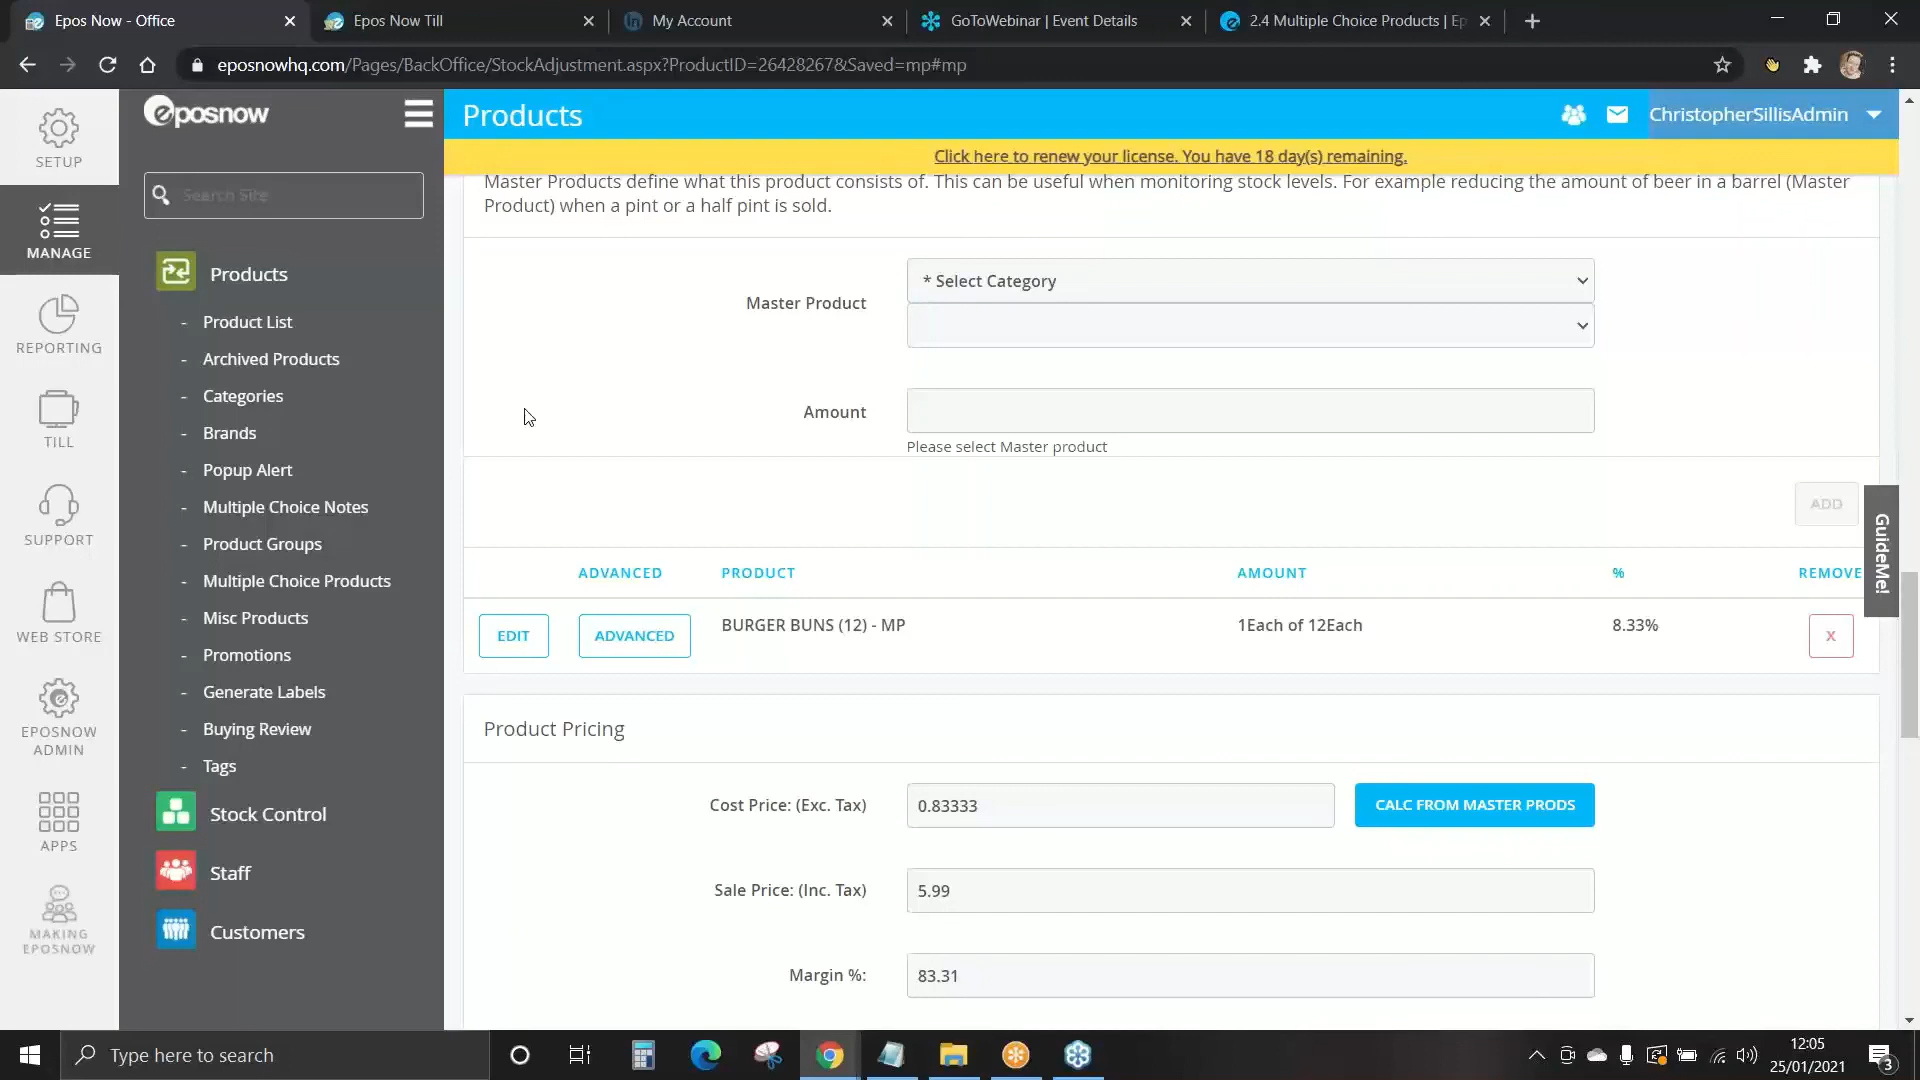 Epos Now - Office
Epos Now Till
My Account
GoToWebinar | Event Details
2.4 Multiple Choice Products | Ep
eposnowhq.com/Pages/BackOffice/StockAdjustment.aspx?ProductID=26428267&Saved=mp#mp
SETUP
MANAGE
REPORTING
TILL
SUPPORT
WEB STORE
EPOSNOW
ADMIN
APPS
MAKING
EPOSNOW
eposnow
Search Site
Products
- Product List
- Archived Products
- Categories
- Brands
- Popup Alert
- Multiple Choice Notes
- Product Groups
- Multiple Choice Products
- Misc Products
- Promotions
- Generate Labels
- Buying Review
- Tags
Stock Control
Staff
Customers
Products
ChristopherSillisAdmin
Click here to renew your license. You have 18 day(s) remaining.
Master Products define what this product consists of. This can be useful when monitoring stock levels. For example reducing the amount of beer in a barrel (Master
Product) when a pint or a half pint is sold.
Master Product
* Select Category
Amount
Please select Master product
ADD
GuideMe!
ADVANCED PRODUCT AMOUNT % REMOVE
EDIT ADVANCED BURGER BUNS (12) - MP 1Each of 12Each 8.33% X
Product Pricing
Cost Price: (Exc. Tax) 0.83333 CALC FROM MASTER PRODS
Sale Price: (Inc. Tax) 5.99
Margin %: 83.31
Type here to search
12:05
25/01/2021
3